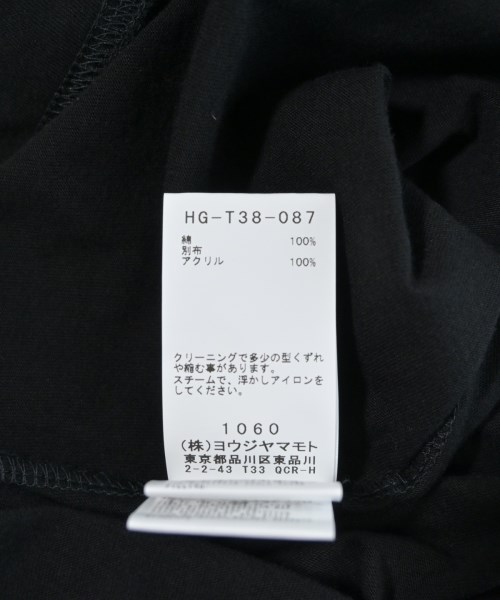 HG-T38-087
綿 100%
別布
アクリル 100%
クリーニングで多少の型くずれ
や縮む事があります。
スチームで、浮かしアイロンを
してください。
1060
(株)ヨウジヤマモト
東京都品川区東品川
2-2-43 T33 QCR-H